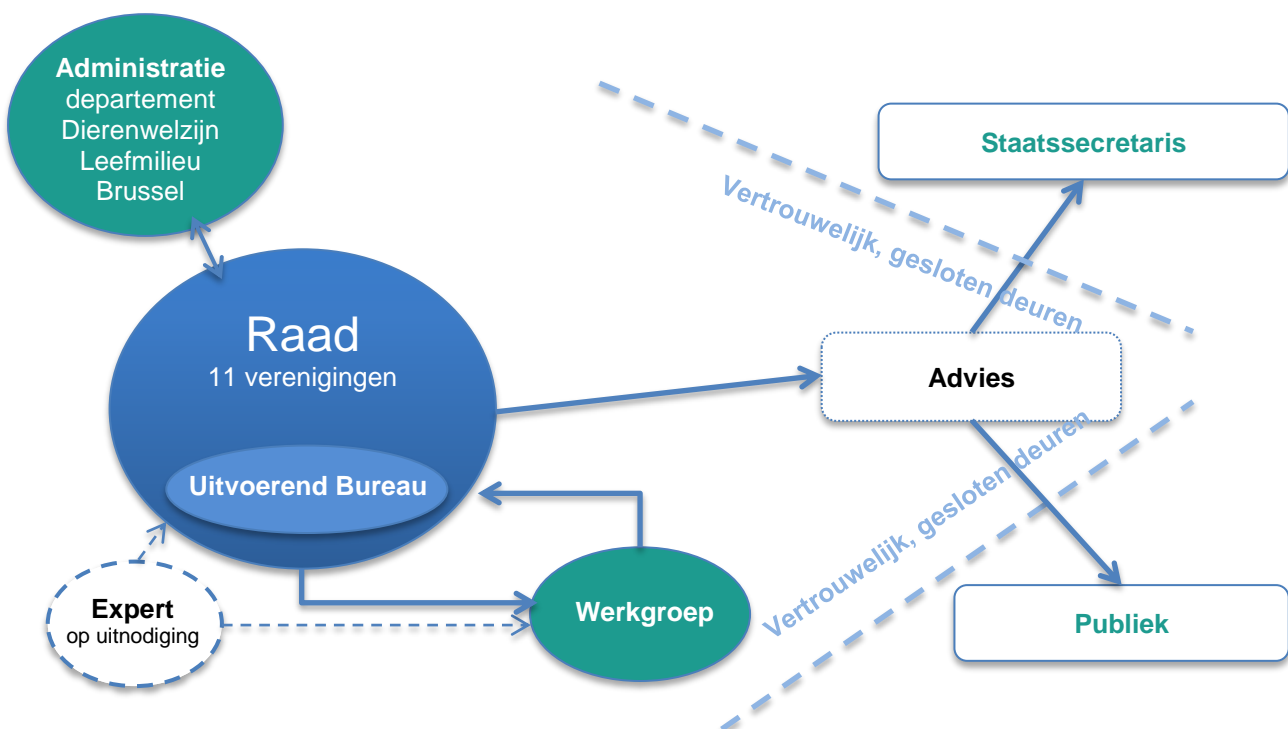 Administratie
departement
Dierenwelzijn
Leefmilieu
Brussel
Staatssecretaris
Vertrouwelijk, gesloten deuren
Raad
11 verenigingen
Advies
Uitvoerend Bureau
Vertrouwelijk, gesloten deuren
Expert
op uitnodiging
Werkgroep
Publiek